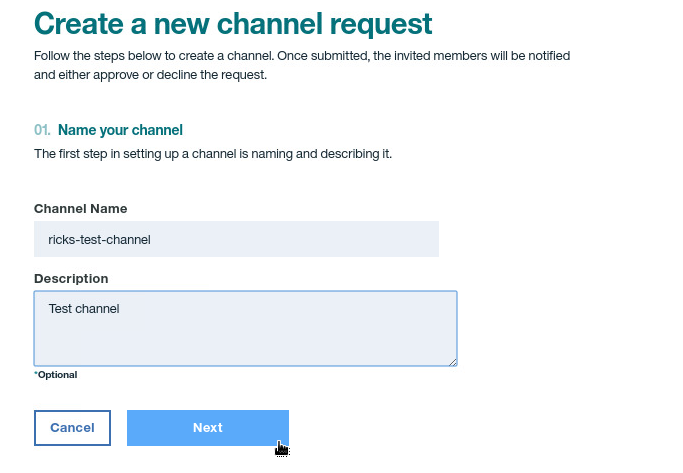 Create a new channel request
Follow the steps below to create a channel. Once submitted, the invited members will be notified
and either approve or decline the request.
01. Name your channel
The first step in setting up a channel is naming and describing it.
Channel Name
ricks-test-channel
Description
Test channel
*Optional
Cancel
Next